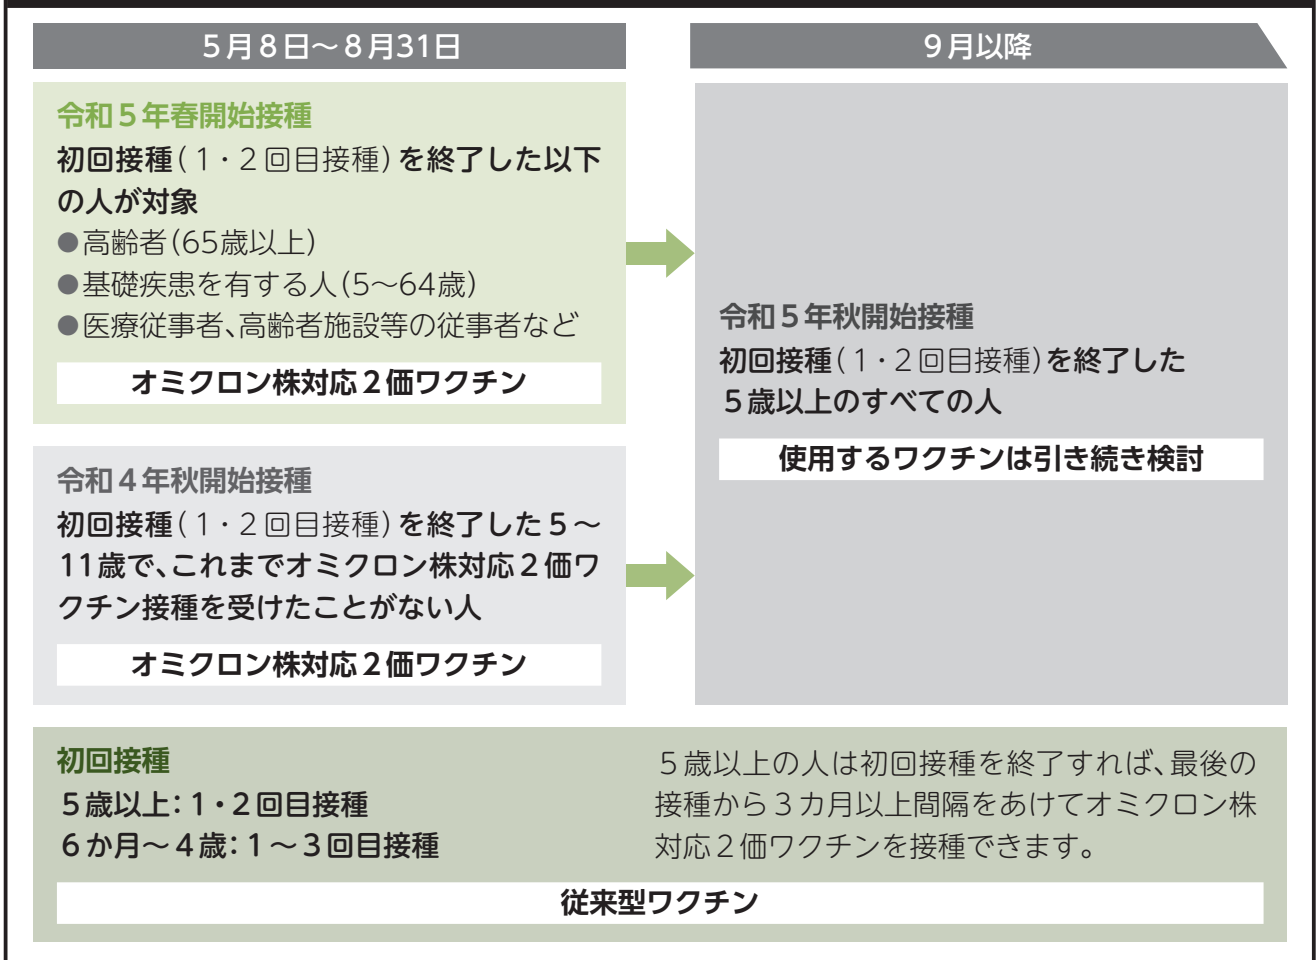 5月8日～8月31日
9月以降
令和5年春開始接種
初回接種(1・2回目接種)を終了した以下
の人が対象
●高齢者(65歳以上)
●基礎疾患を有する人(5～64歳)
●医療従事者、高齢者施設等の従事者など
オミクロン株対応2価ワクチン
令和4年秋開始接種
初回接種(1・2回目接種)を終了した5～
11歳で、これまでオミクロン株対応2価ワ
クチン接種を受けたことがない人
オミクロン株対応2価ワクチン
令和5年秋開始接種
初回接種(1・2回目接種)を終了した
5歳以上のすべての人
使用するワクチンは引き続き検討
初回接種
5歳以上：1・2回目接種
6か月～4歳：1～3回目接種
5歳以上の人は初回接種を終了すれば、最後の
接種から3カ月以上間隔をあけてオミクロン株
対応2価ワクチンを接種できます。
従来型ワクチン